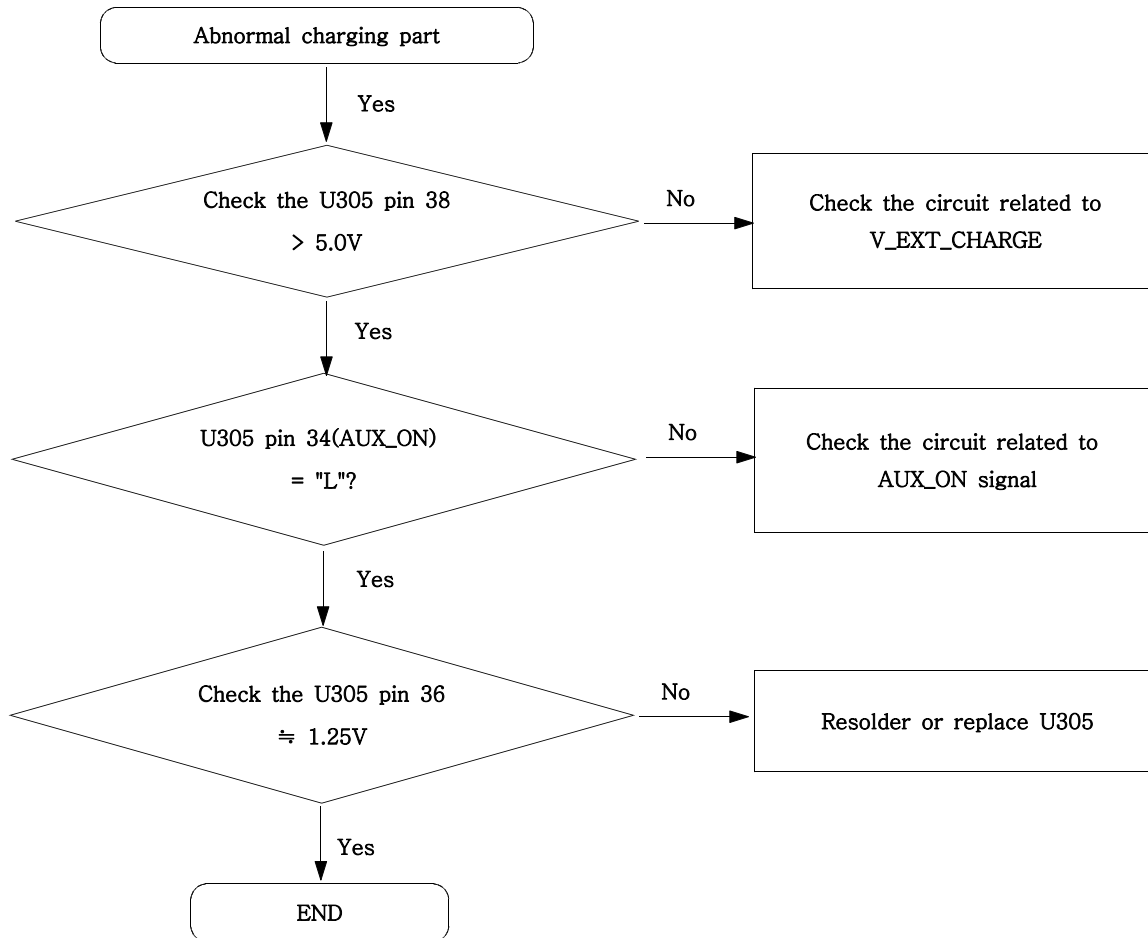 Abnormal charging part
Yes
Check the U305 pin 38
> 5.0V
No
Check the circuit related to
V_EXT_CHARGE
Yes
U305 pin 34(AUX_ON)
= "L"?
No
Check the circuit related to
AUX_ON signal
Yes
Check the U305 pin 36
≒ 1.25V
No
Resolder or replace U305
Yes
END